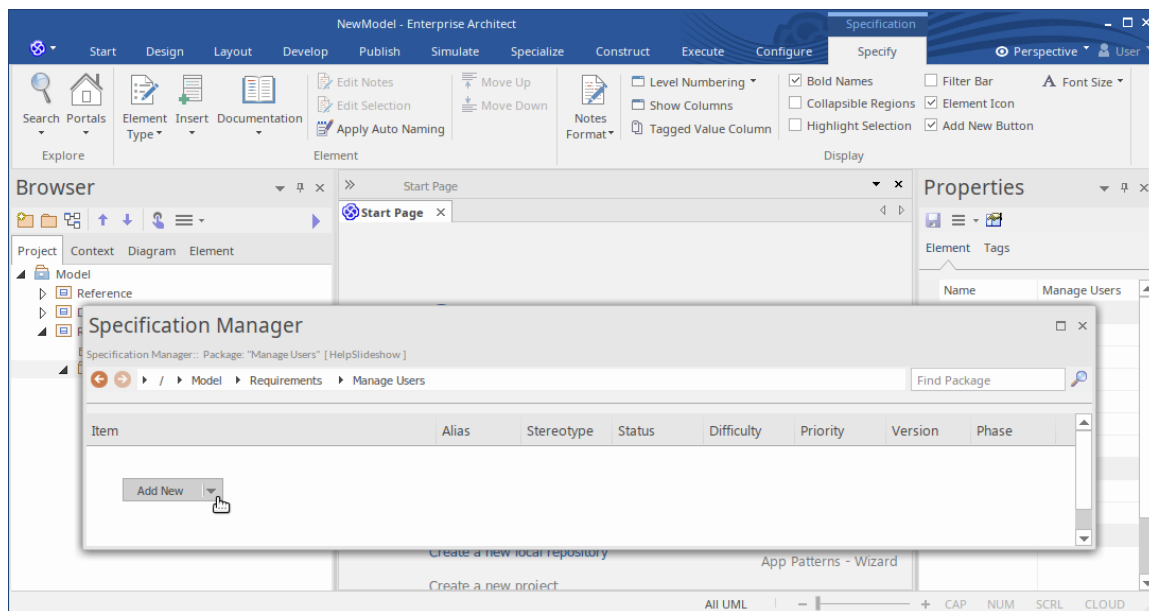 NewModel - Enterprise Architect
Specification
Start Design Layout Develop Publish Simulate Specialize Construct Execute Configure Specify Perspective User
Search Portals
Explore
Element Type
Insert
Documentation
Edit Notes
Edit Selection
Apply Auto Naming
Move Up
Move Down
Element
Notes Format
Level Numbering
Show Columns
Tagged Value Column
Bold Names
Collapsible Regions
Highlight Selection
Filter Bar
Element Icon
Add New Button
A Font Size
Display
Browser
Project Context Diagram Element
Model
Reference
Start Page
Start Page
Properties
Element Tags
Name Manage Users
Specification Manager
Specification Manager:: Package: "Manage Users" [ HelpSlideshow ]
/ Model Requirements Manage Users
Find Package
Item Alias Stereotype Status Difficulty Priority Version Phase
Add New
Create a new local repository
App Patterns - Wizard
Create a new project
All UML
CAP NUM SCRL CLOUD